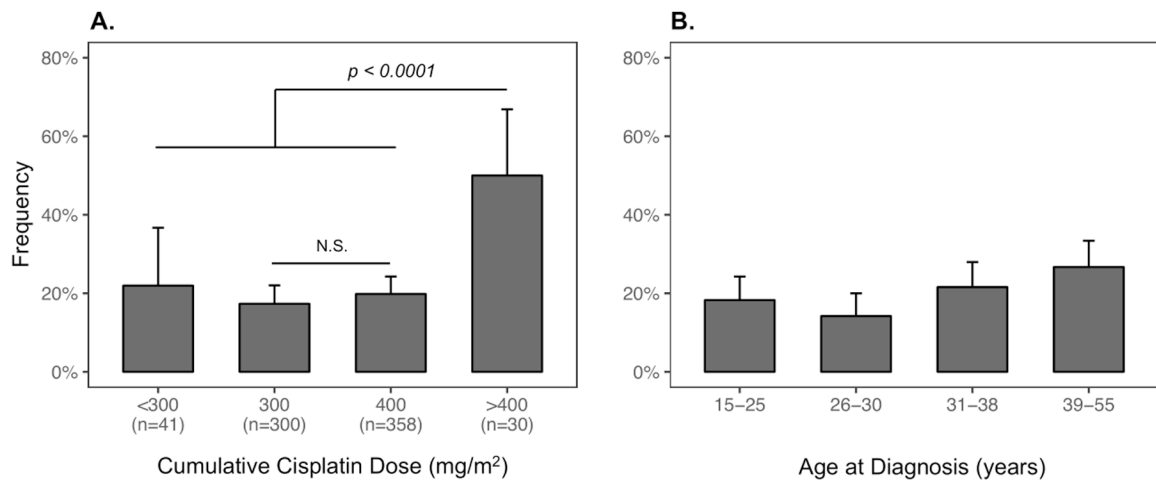 A.
80%
60%
40%
20%
0%
Frequency
p < 0.0001
N.S.
<300
(n=41)
300
(n=300)
400
(n=358)
>400
(n=30)
Cumulative Cisplatin Dose (mg/m²)
B.
80%
60%
40%
20%
0%
15–25
26–30
31–38
39–55
Age at Diagnosis (years)